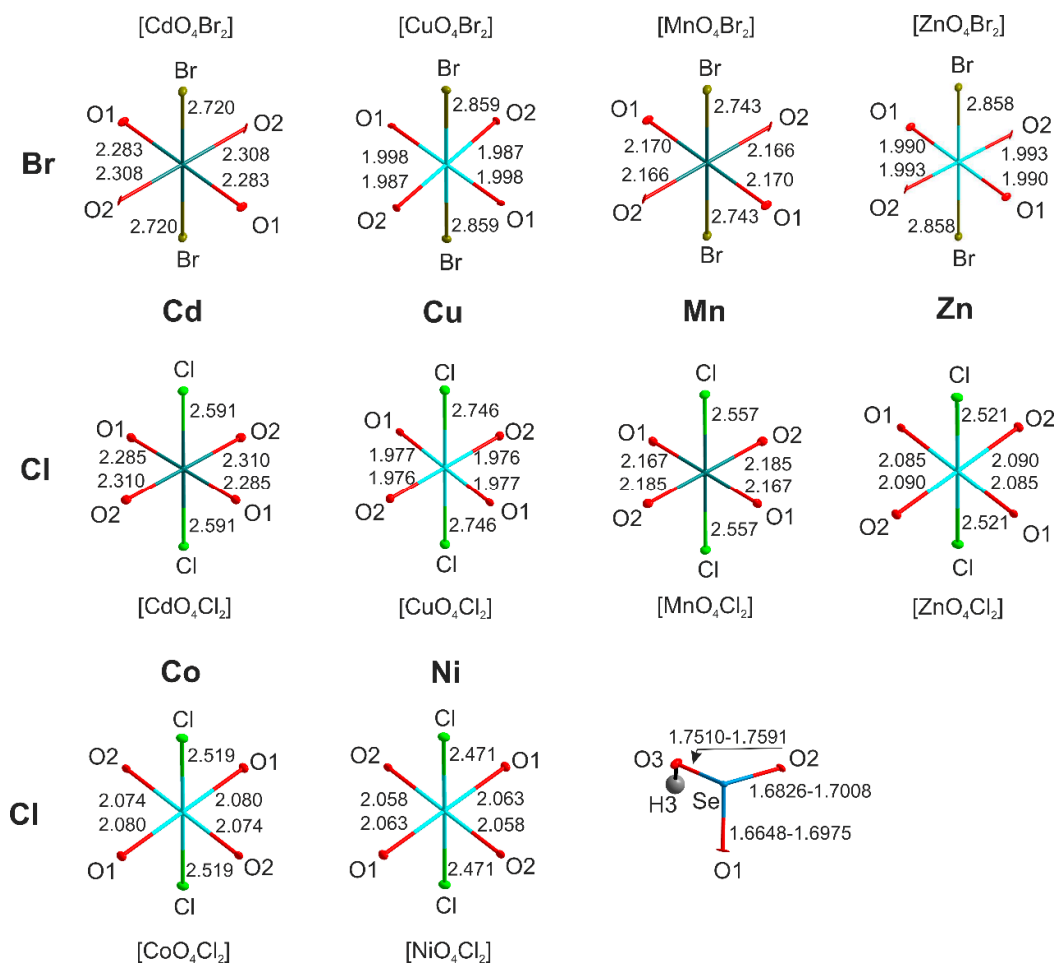 [CdO₄Br₂] [CuO₄Br₂] [MnO₄Br₂] [ZnO₄Br₂]
Br Br Br Br
2.720 2.859 2.743 2.858
O1 O2 O1 O2 O1 O2 O1 O2
Br
2.283 2.308 1.998 1.987 2.170 2.166 1.990 1.993
2.308 2.283 1.987 1.998 2.166 2.170 1.993 1.990
O2 O1 O2 O1 O2 O1 O2 O1
2.720 2.859 2.743 2.858
Br Br Br Br
Cd Cu Mn Zn
Cl Cl Cl Cl
2.591 2.746 2.557 2.521
O1 O2 O1 O2 O1 O2 O1 O2
Cl
2.285 2.310 1.977 1.976 2.167 2.185 2.085 2.090
2.310 2.285 1.976 1.977 2.185 2.167 2.090 2.085
O2 O1 O2 O1 O2 O1 O2 O1
2.591 2.746 2.557 2.521
Cl Cl Cl Cl
[CdO₄Cl₂] [CuO₄Cl₂] [MnO₄Cl₂] [ZnO₄Cl₂]
Co Ni
Cl Cl
2.519 2.471 1.7510-1.7591
O2 O1 O2 O1 O3 O2
2.074 2.080 2.058 2.063 H3 Se 1.6826-1.7008
Cl
2.080 2.074 2.063 2.058 1.6648-1.6975
O1 O2 O1 O2 O1
2.519 2.471
Cl Cl
[CoO₄Cl₂] [NiO₄Cl₂]